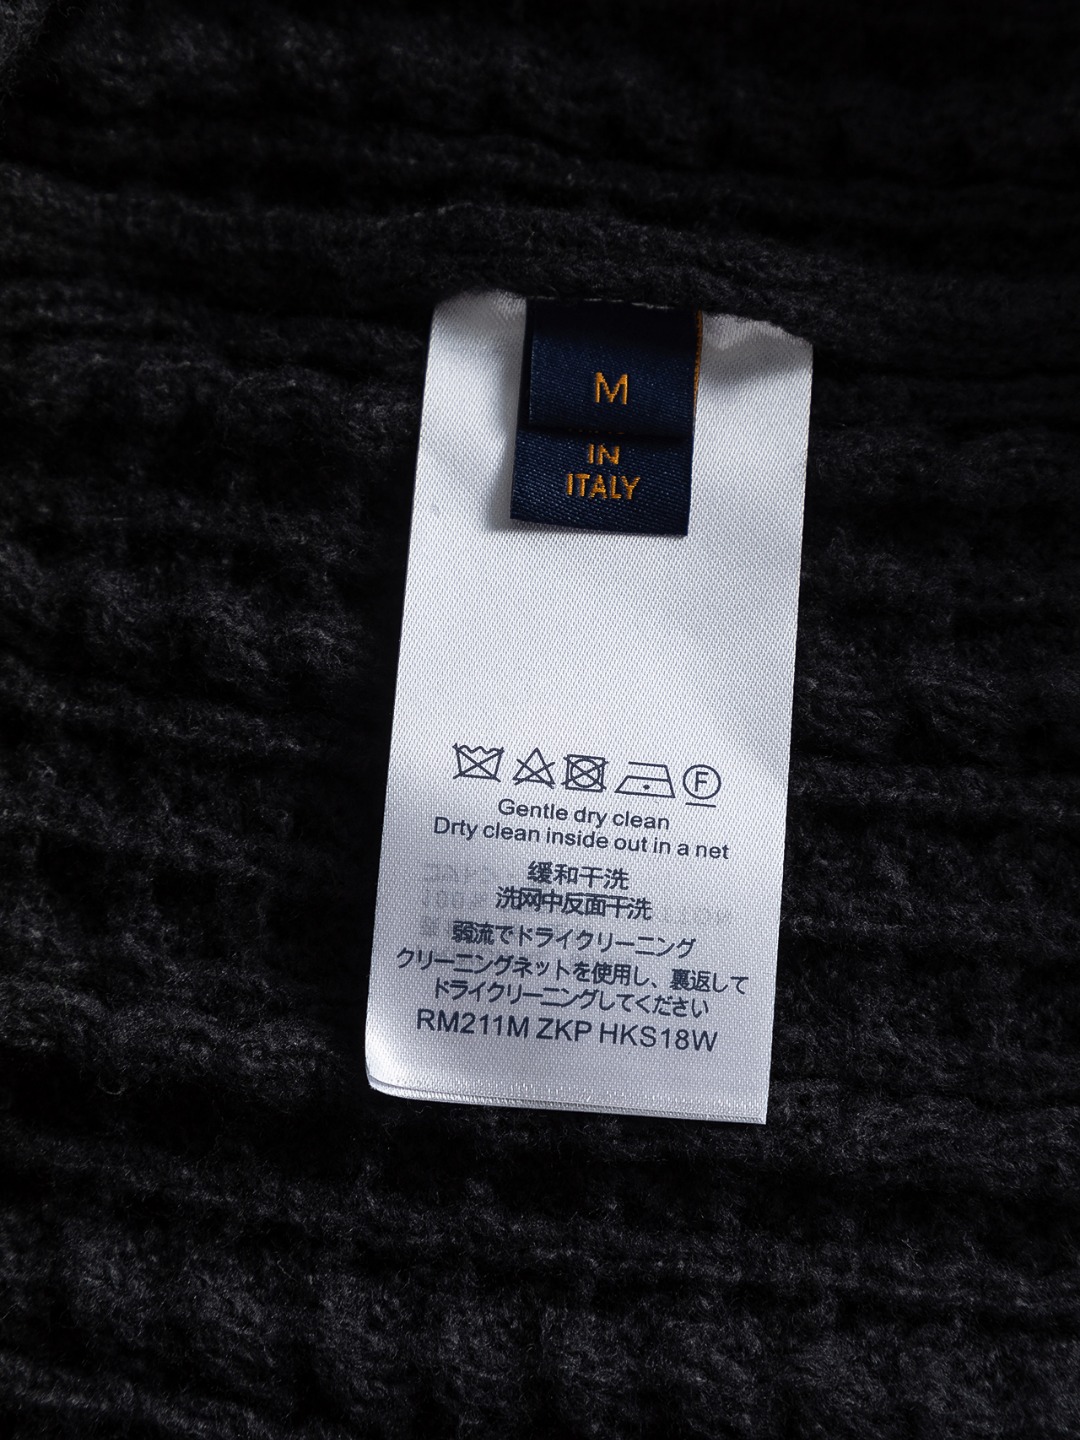 M
IN
ITALY
F
Gentle dry clean
Drty clean inside out in a net
缓和干洗
洗网中反面干洗
弱流でドライクリーニング
クリーニングネットを使用し、裏返して
ドライクリーニングしてください
RM211M ZKP HKS18W